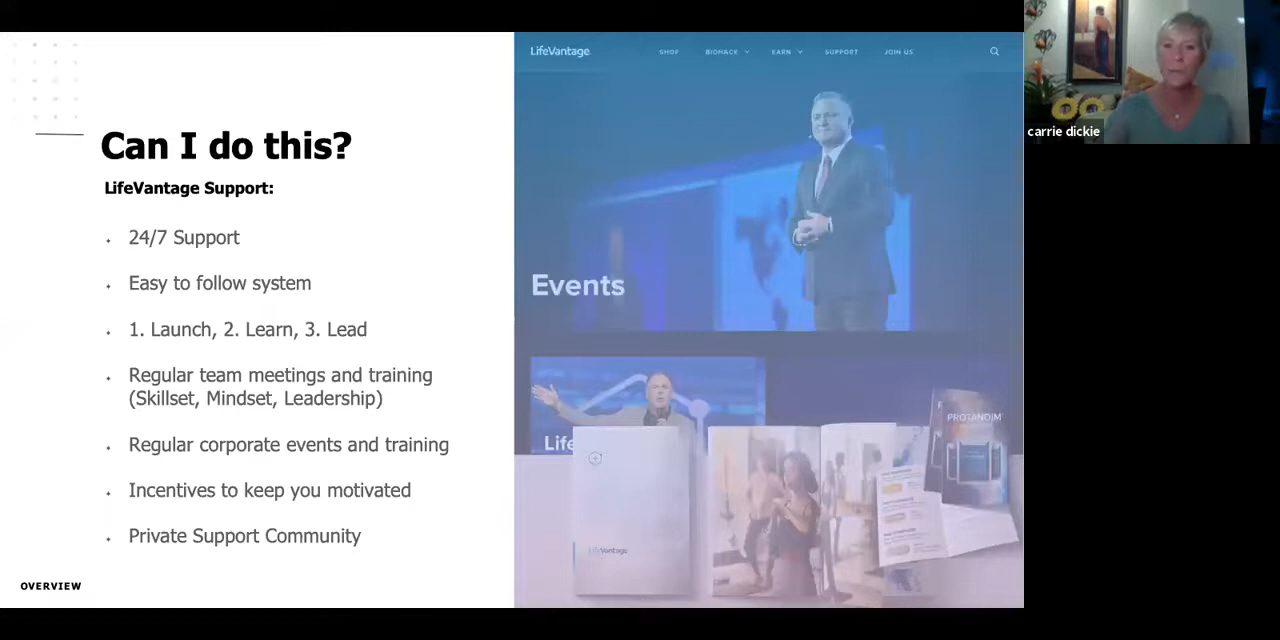 Can I do this?
LifeVantage Support:
24/7 Support
Easy to follow system
1. Launch, 2. Learn, 3. Lead
Regular team meetings and training
(Skillset, Mindset, Leadership)
Regular corporate events and training
Incentives to keep you motivated
Private Support Community
OVERVIEW
LifeVantage
SHOP BIOHACK EARN SUPPORT JOIN US
Events
Life
LifeVantage
PROTANDIM
carrie dickie